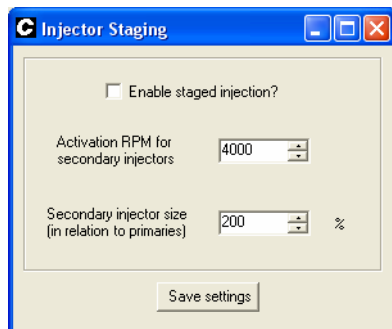 C Injector Staging
Enable staged injection?
Activation RPM for
secondary injectors
4000
Secondary injector size
(in relation to primaries)
200
%
Save settings